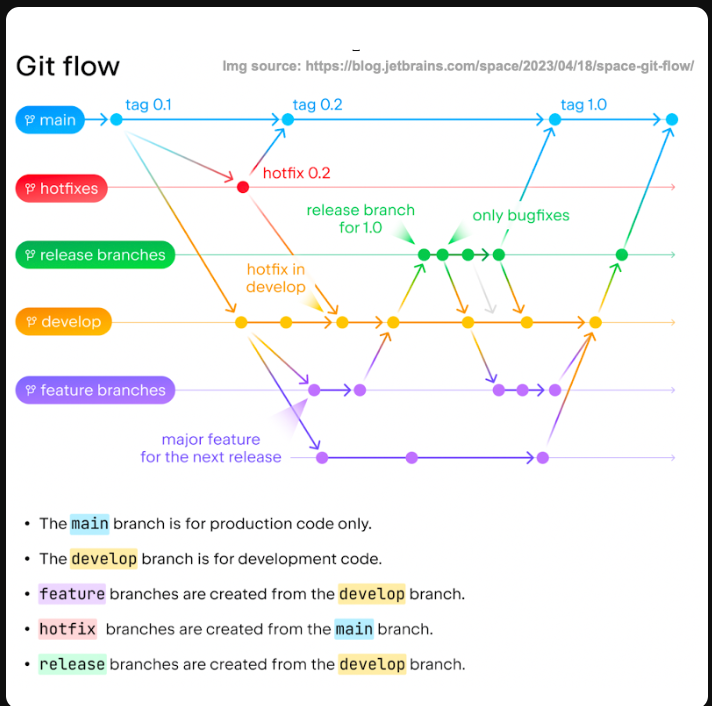 Git flow
Img source: https://blog.jetbrains.com/space/2023/04/18/space-git-flow/
tag 0.1
tag 0.2
tag 1.0
main
hotfix 0.2
hotfixes
release branch
for 1.0
only bugfixes
release branches
hotfix in
develop
develop
feature branches
major feature
for the next release
• The main branch is for production code only.
• The develop branch is for development code.
• feature branches are created from the develop branch.
• hotfix branches are created from the main branch.
• release branches are created from the develop branch.